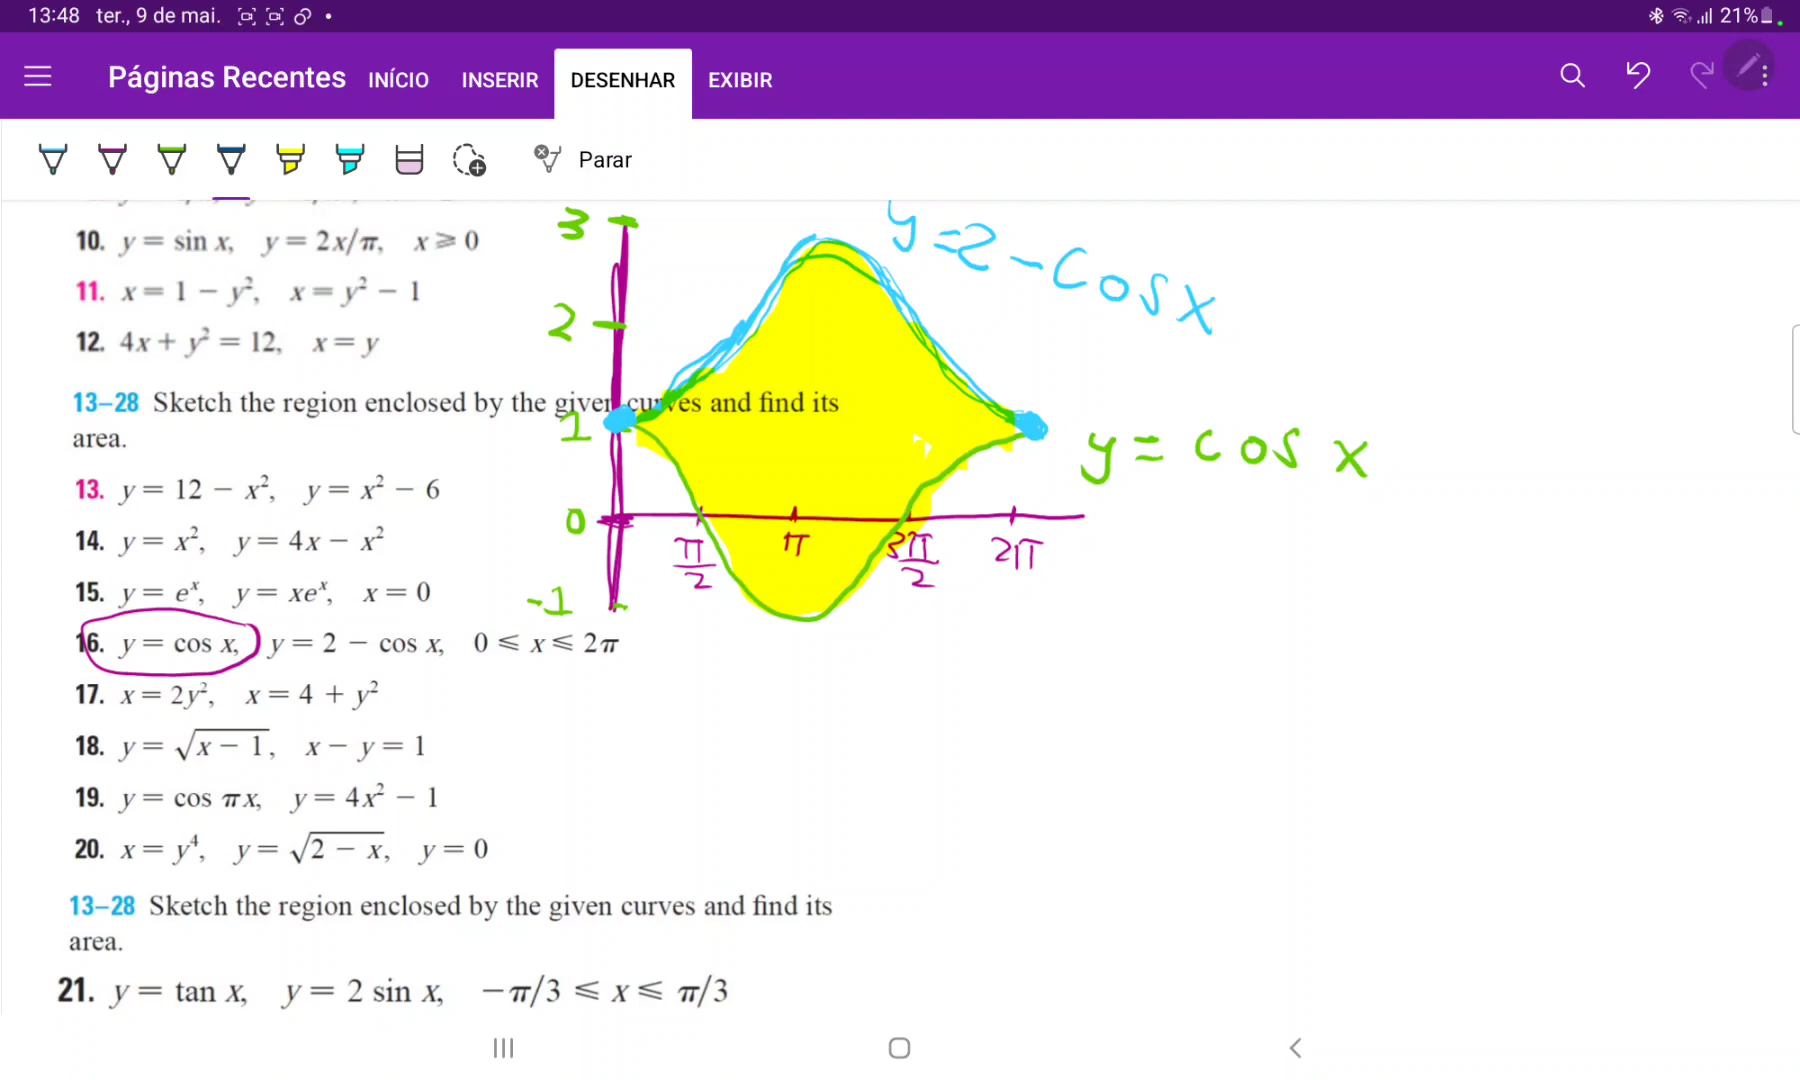 13:48 ter., 9 de mai.
21%
Páginas Recentes INÍCIO INSERIR DESENHAR EXIBIR
Parar
10. y = sin x, y = 2x/π, x ⩾ 0
11. x = 1 − y², x = y² − 1
12. 4x + y² = 12, x = y
13–28 Sketch the region enclosed by the given curves and find its
area.
13. y = 12 − x², y = x² − 6
14. y = x², y = 4x − x²
15. y = eˣ, y = xeˣ, x = 0
16. y = cos x, y = 2 − cos x, 0 ⩽ x ⩽ 2π
17. x = 2y², x = 4 + y²
18. y = √(x − 1), x − y = 1
19. y = cos πx, y = 4x² − 1
20. x = y⁴, y = √(2 − x), y = 0
13–28 Sketch the region enclosed by the given curves and find its
area.
21. y = tan x, y = 2 sin x, −π/3 ⩽ x ⩽ π/3
3
2
1
0
-1
π/2 π 3π/2 2π
y = 2 − cos x
y = cos x